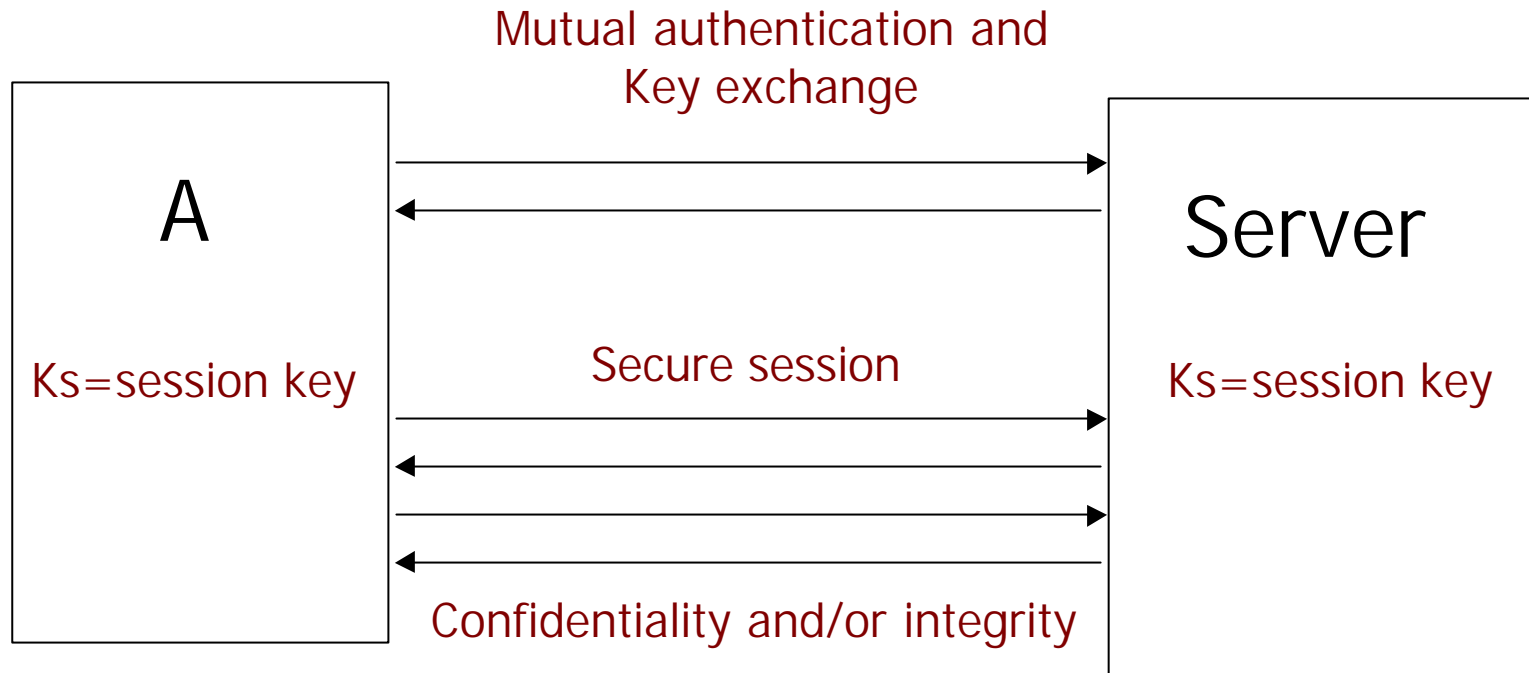 Mutual authentication and
Key exchange
A
Server
Ks=session key
Secure session
Ks=session key
Confidentiality and/or integrity